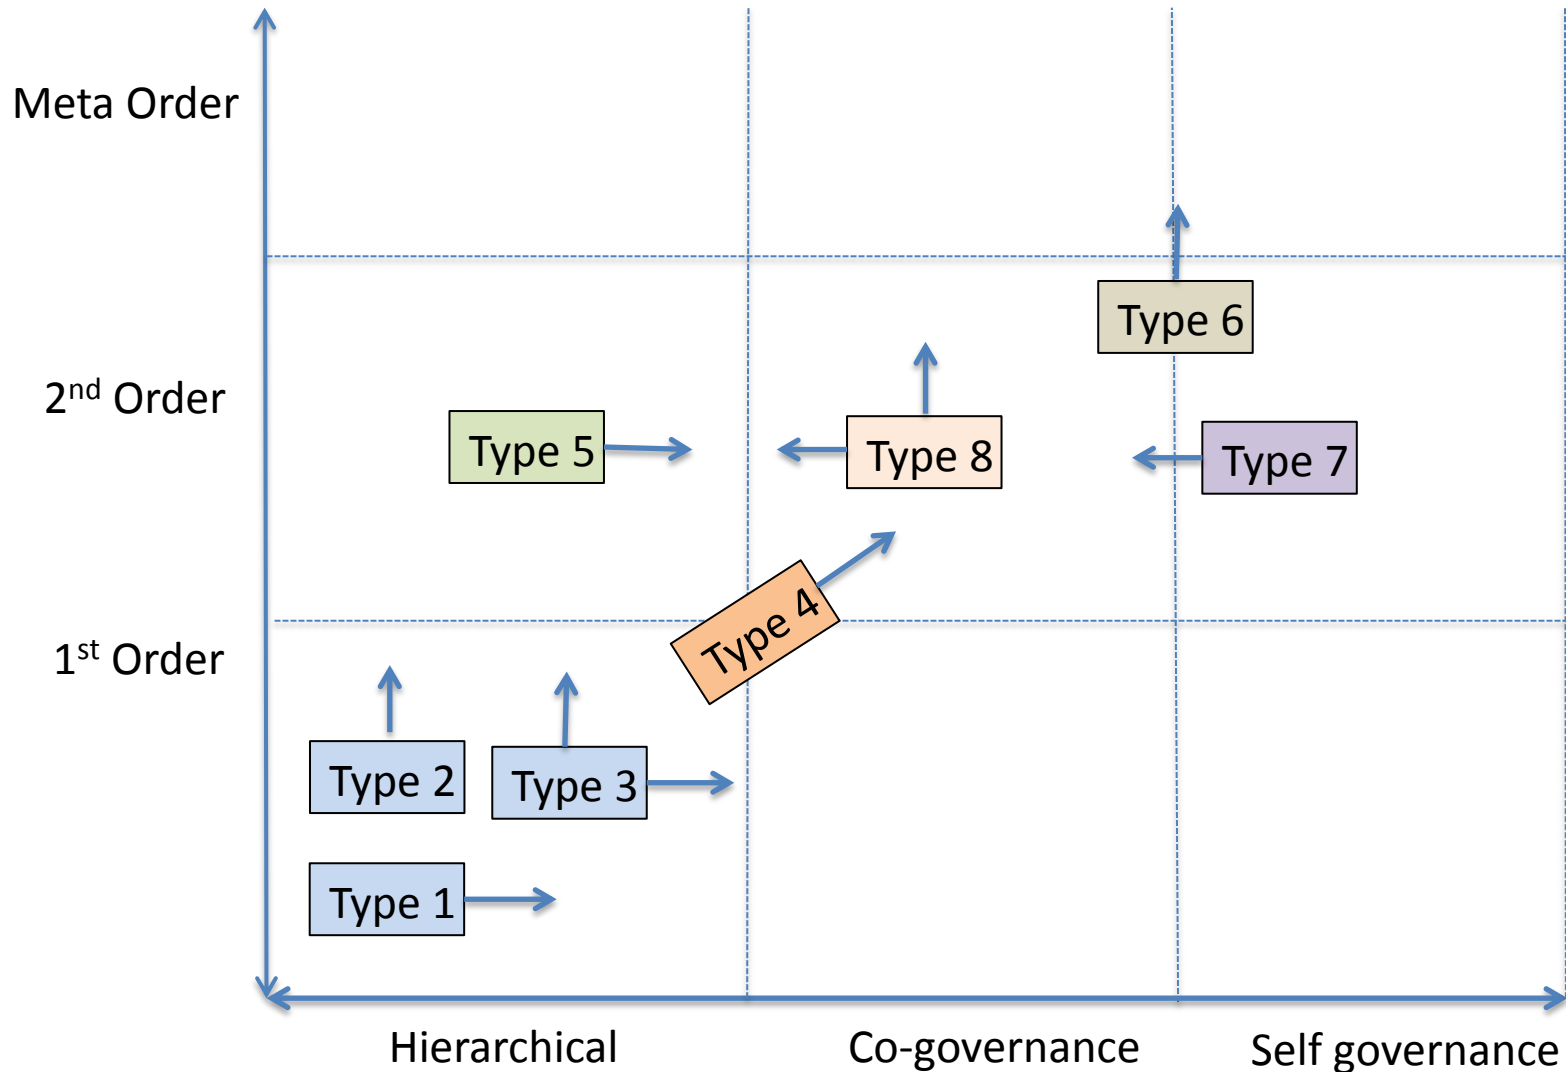 Meta Order
Type 6
2nd Order
Type 5
Type 8
Type 7
Type 4
1st Order
Type 2
Type 3
Type 1
Hierarchical
Co-governance
Self governance